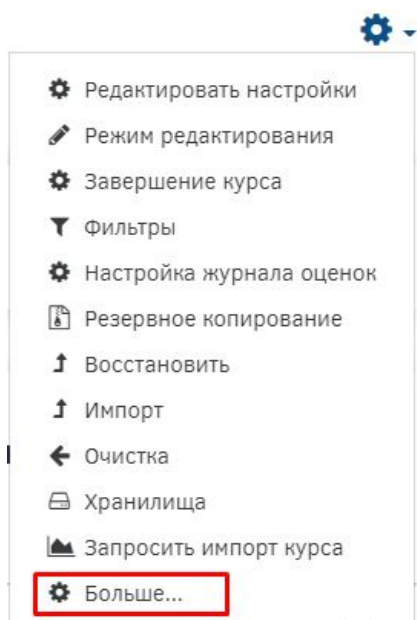 Редактировать настройки
Режим редактирования
Завершение курса
Фильтры
Настройка журнала оценок
Резервное копирование
Восстановить
Импорт
Очистка
Хранилища
Запросить импорт курса
Больше...